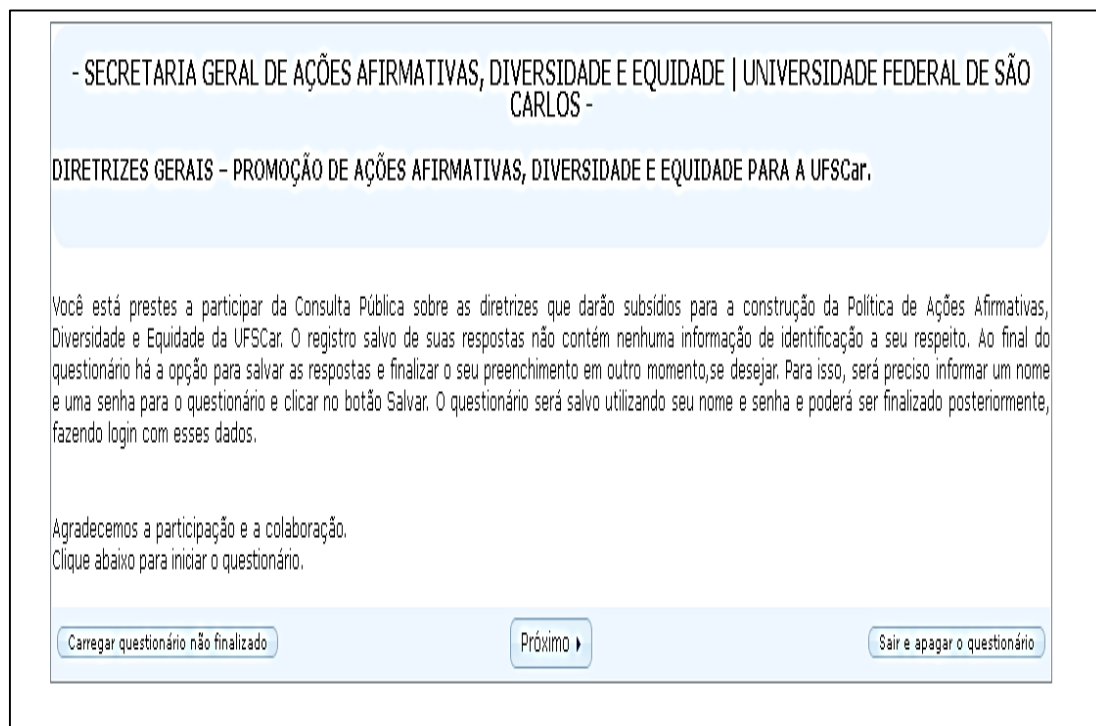 - SECRETARIA GERAL DE AÇÕES AFIRMATIVAS, DIVERSIDADE E EQUIDADE | UNIVERSIDADE FEDERAL DE SÃO
CARLOS -
DIRETRIZES GERAIS – PROMOÇÃO DE AÇÕES AFIRMATIVAS, DIVERSIDADE E EQUIDADE PARA A UFSCar.
Você está prestes a participar da Consulta Pública sobre as diretrizes que darão subsídios para a construção da Política de Ações Afirmativas,
Diversidade e Equidade da UFSCar. O registro salvo de suas respostas não contém nenhuma informação de identificação a seu respeito. Ao final do
questionário há a opção para salvar as respostas e finalizar o seu preenchimento em outro momento,se desejar. Para isso, será preciso informar um nome
e uma senha para o questionário e clicar no botão Salvar. O questionário será salvo utilizando seu nome e senha e poderá ser finalizado posteriormente,
fazendo login com esses dados.
Agradecemos a participação e a colaboração.
Clique abaixo para iniciar o questionário.
Carregar questionário não finalizado
Próximo
Sair e apagar o questionário